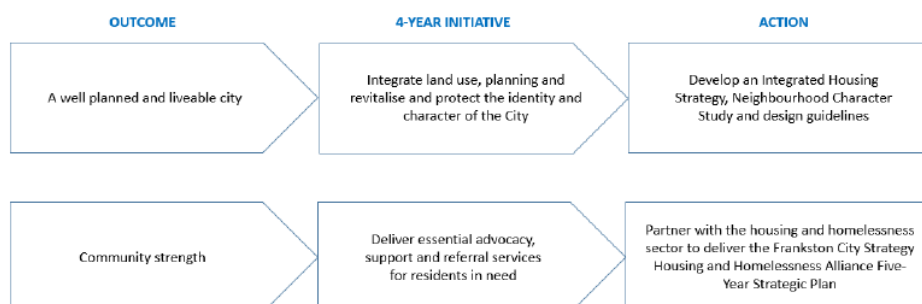 OUTCOME
4-YEAR INITIATIVE
ACTION
A well planned and liveable city
Integrate land use, planning and
revitalise and protect the identity and
character of the City
Develop an Integrated Housing
Strategy, Neighbourhood Character
Study and design guidelines
Community strength
Deliver essential advocacy,
support and referral services
for residents in need
Partner with the housing and homelessness
sector to deliver the Frankston City Strategy
Housing and Homelessness Alliance Five-
Year Strategic Plan